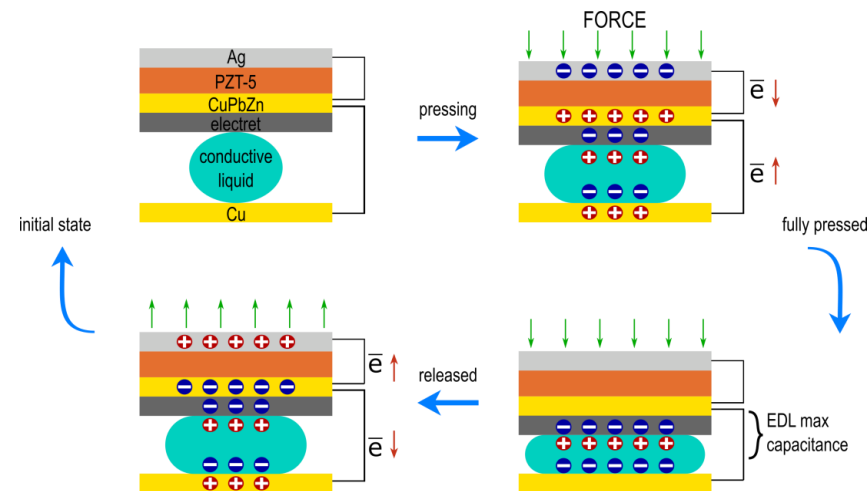 FORCE
Ag
PZT-5
CuPbZn
electret
conductive
liquid
Cu
pressing
e
e
initial state
fully pressed
released
e
e
EDL max
capacitance